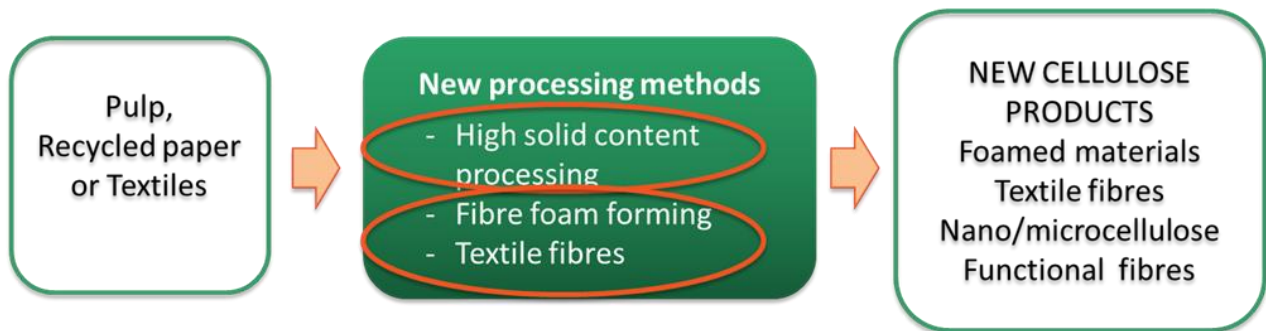 Pulp,
Recycled paper
or Textiles
New processing methods
- High solid content
processing
- Fibre foam forming
- Textile fibres
NEW CELLULOSE
PRODUCTS
Foamed materials
Textile fibres
Nano/microcellulose
Functional fibres